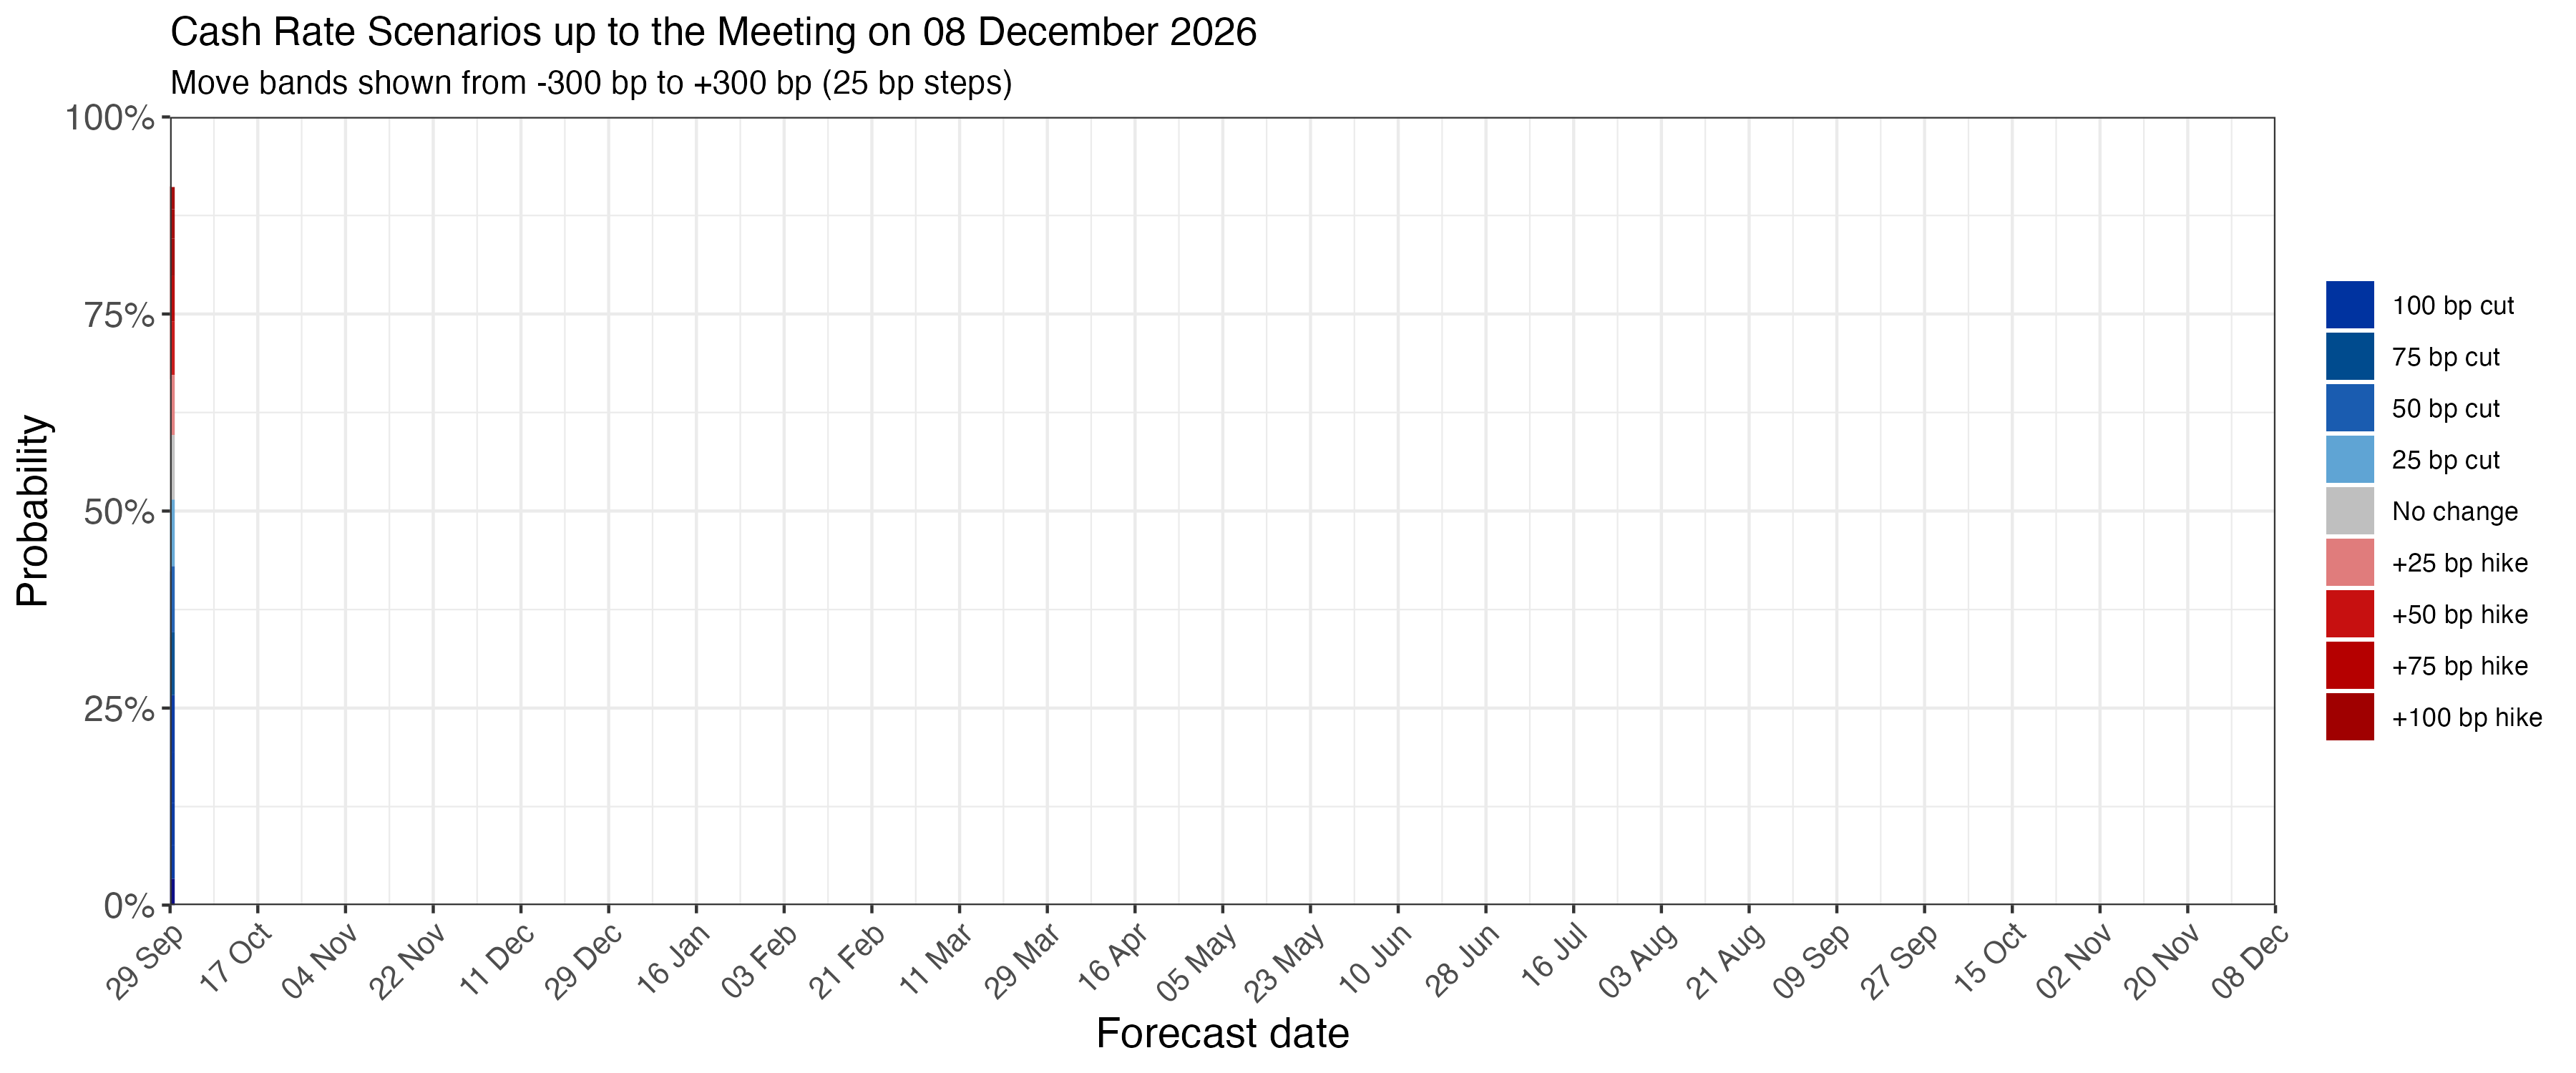 Cash Rate Scenarios up to the Meeting on 08 December 2026
Move bands shown from -300 bp to +300 bp (25 bp steps)
100%
75%
50%
25%
0%
Probability
29 Sep
17 Oct
04 Nov
22 Nov
11 Dec
29 Dec
16 Jan
03 Feb
21 Feb
11 Mar
29 Mar
16 Apr
05 May
23 May
10 Jun
28 Jun
16 Jul
03 Aug
21 Aug
09 Sep
27 Sep
15 Oct
02 Nov
20 Nov
08 Dec
Forecast date
100 bp cut
75 bp cut
50 bp cut
25 bp cut
No change
+25 bp hike
+50 bp hike
+75 bp hike
+100 bp hike